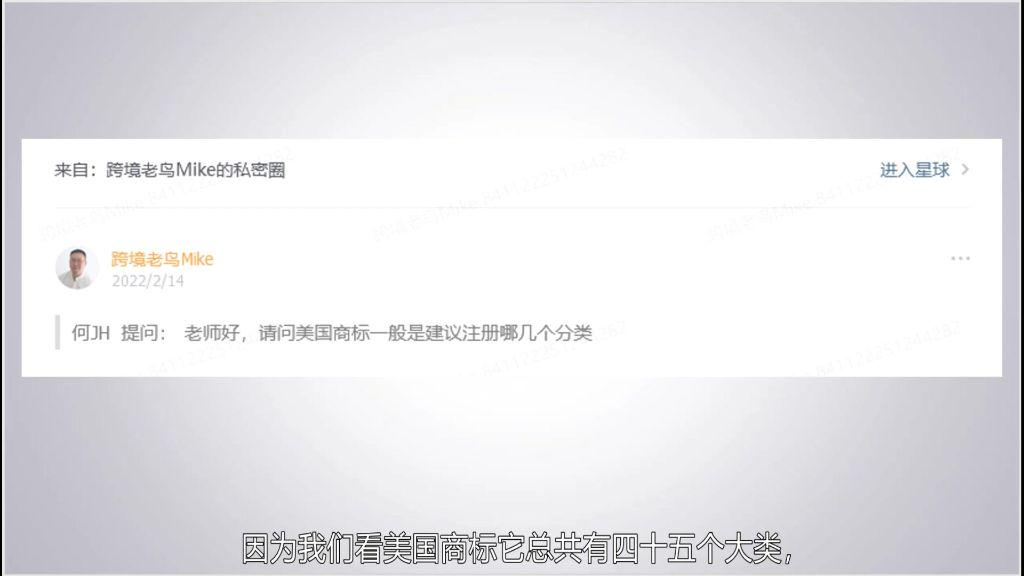 来自：跨境老鸟Mike的私密圈
进入星球 >
跨境老鸟Mike
2022/2/14
何JH 提问： 老师好，请问美国商标一般是建议注册哪几个分类
因为我们看美国商标它总共有四十五个大类，